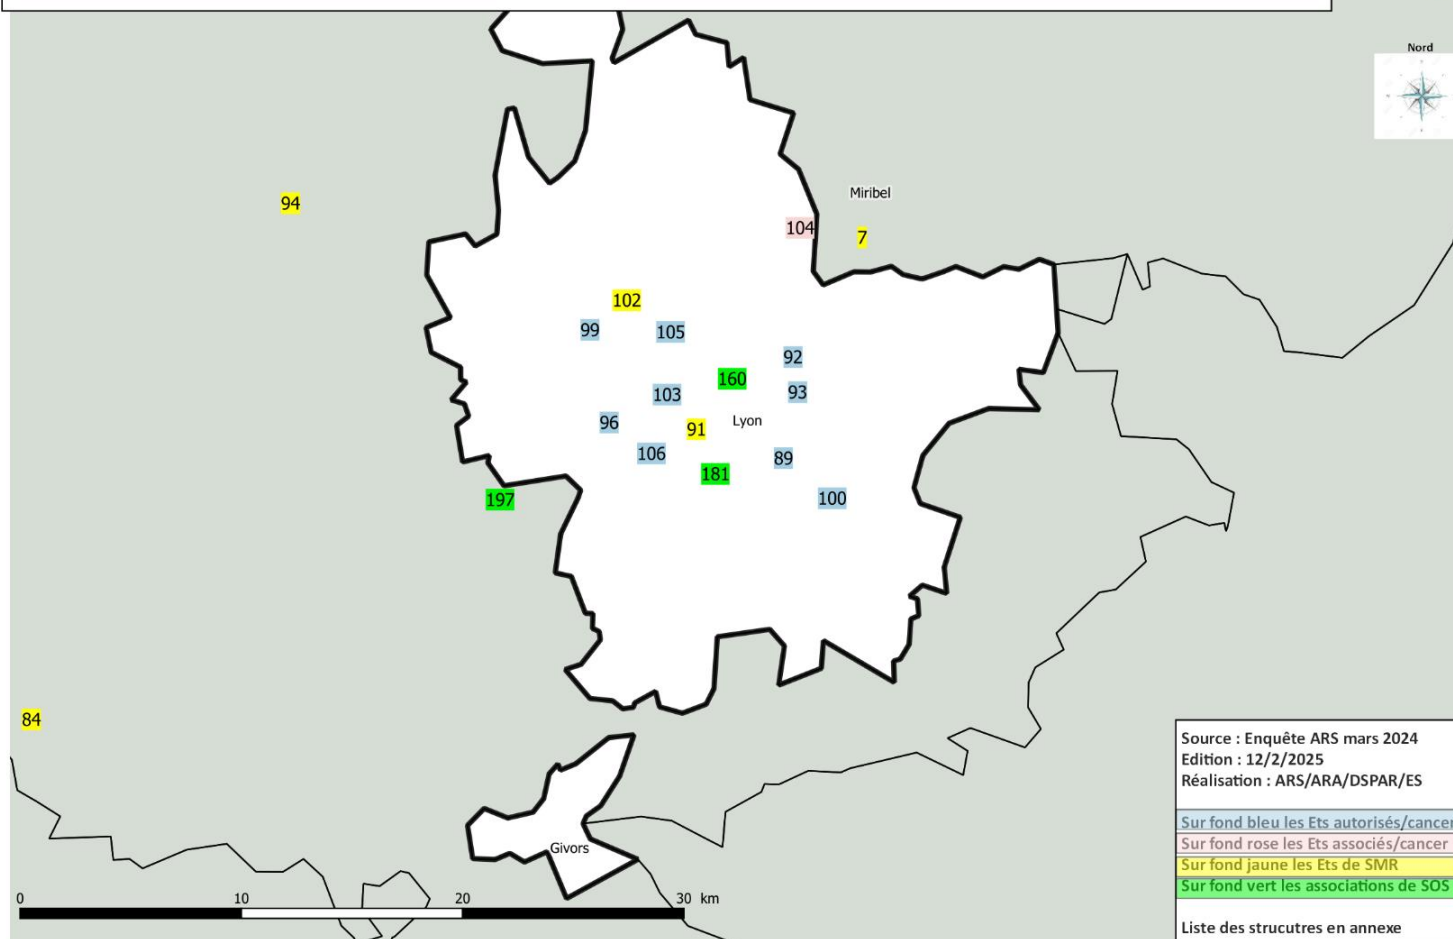 Nord
Miribel
94
104
7
102
99
105
92
160
93
103
96
91
Lyon
106
89
181
197
100
84
Givors
0
10
20
30 km
Source : Enquête ARS mars 2024
Edition : 12/2/2025
Réalisation : ARS/ARA/DSPAR/ES
Sur fond bleu les Ets autorisés/cancer
Sur fond rose les Ets associés/cancer
Sur fond jaune les Ets de SMR
Sur fond vert les associations de SOS
Liste des strucutres en annexe